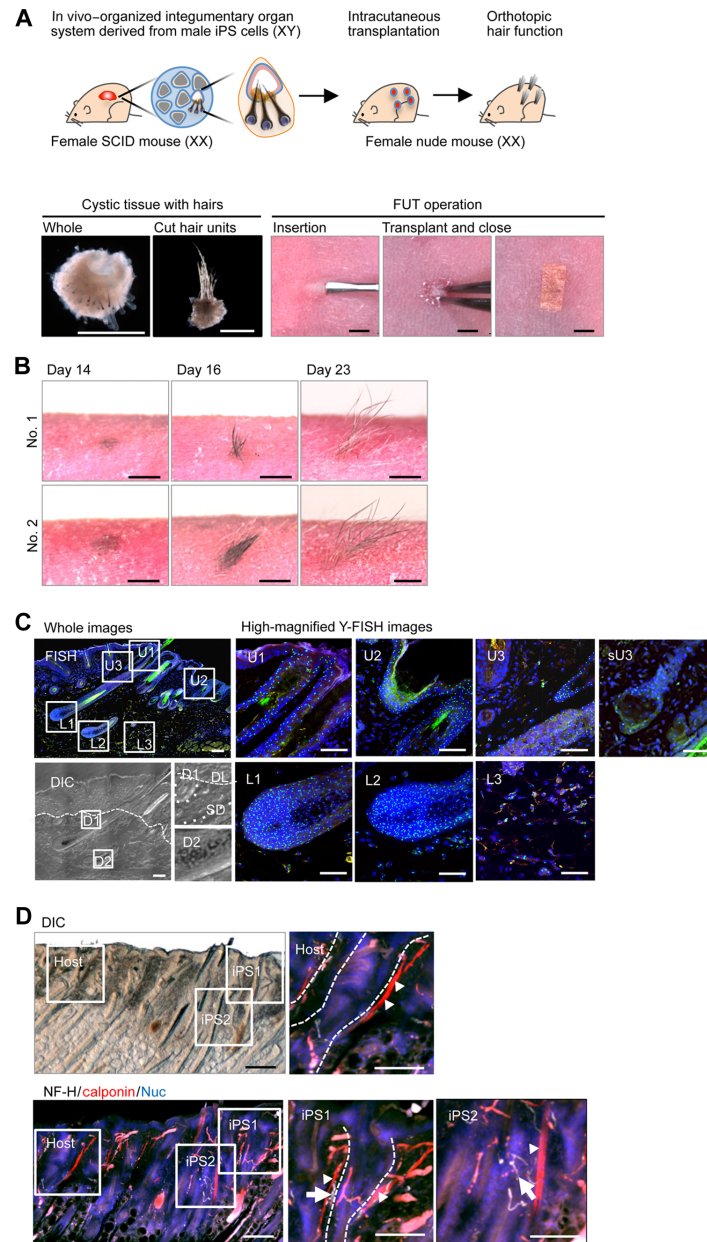 A
In vivo–organized integumentary organ
system derived from male iPS cells (XY)
Intracutaneous
transplantation
Orthotopic
hair function
Female SCID mouse (XX)
Female nude mouse (XX)
Cystic tissue with hairs
FUT operation
Whole
Cut hair units
Insertion
Transplant and close
B
Day 14
Day 16
Day 23
No. 1
No. 2
C
Whole images
High-magnified Y-FISH images
FISH
U1
U3
U2
L1
L2
L3
U1
U2
U3
sU3
DIC
D1
D2
D1
DL
SD
D2
L1
L2
L3
D
DIC
Host
iPS1
iPS2
Host
NF-H/calponin/Nuc
Host
iPS1
iPS2
iPS1
iPS2